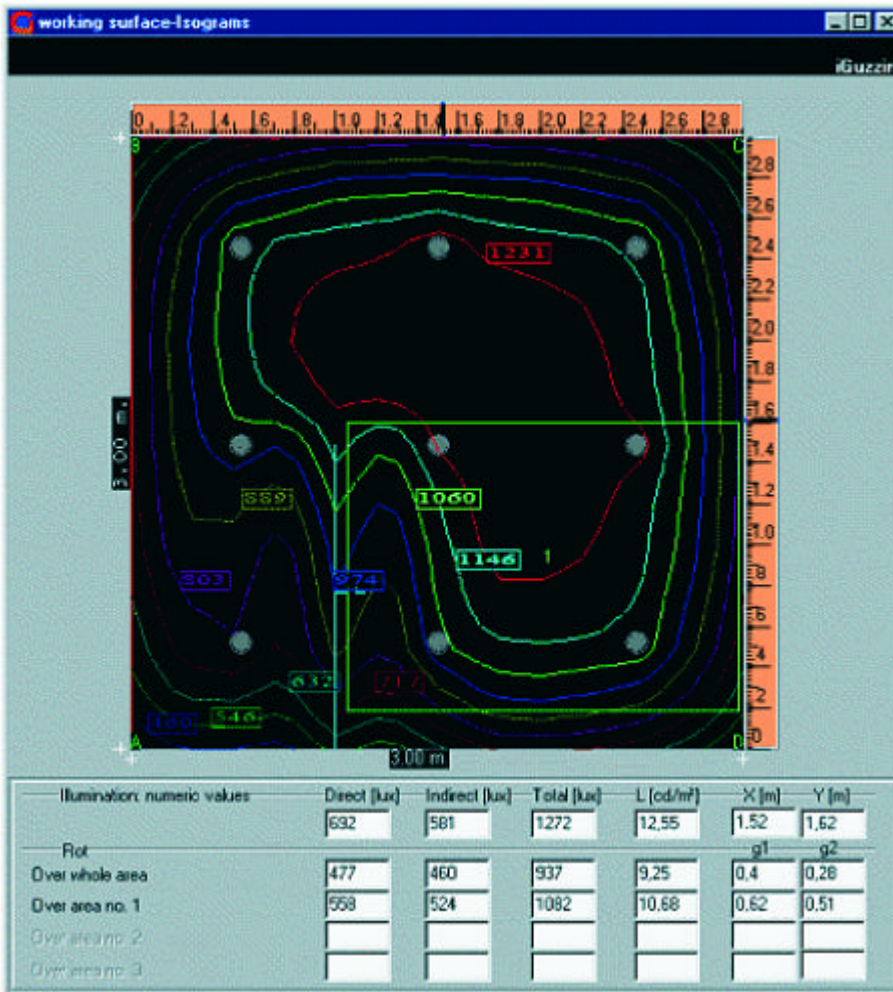 working surface-Isograms
iGuzzin
0 .2 .4 .6 .8 1.0 1.2 1.4 1.6 1.8 2.0 2.2 2.4 2.6 2.8
B C
2.8
2.6
2.4
1231
2.2
2.0
1.8
3.00 m.
1.6
1.4
889 1060
1.2
1.0
1146 1
803 974
.8
.6
.4
632 717
.2
480 546
0
A D
3.00 m
Illumination: numeric values Direct [lux] Indirect [lux] Total [lux] L [cd/m²] X [m] Y [m]
692 581 1272 12,55 1.52 1,62
Rot g1 g2
Over whole area 477 460 937 9,25 0,4 0,28
Over area no. 1 558 524 1082 10,68 0,62 0,51
Over area no. 2
Over area no. 3